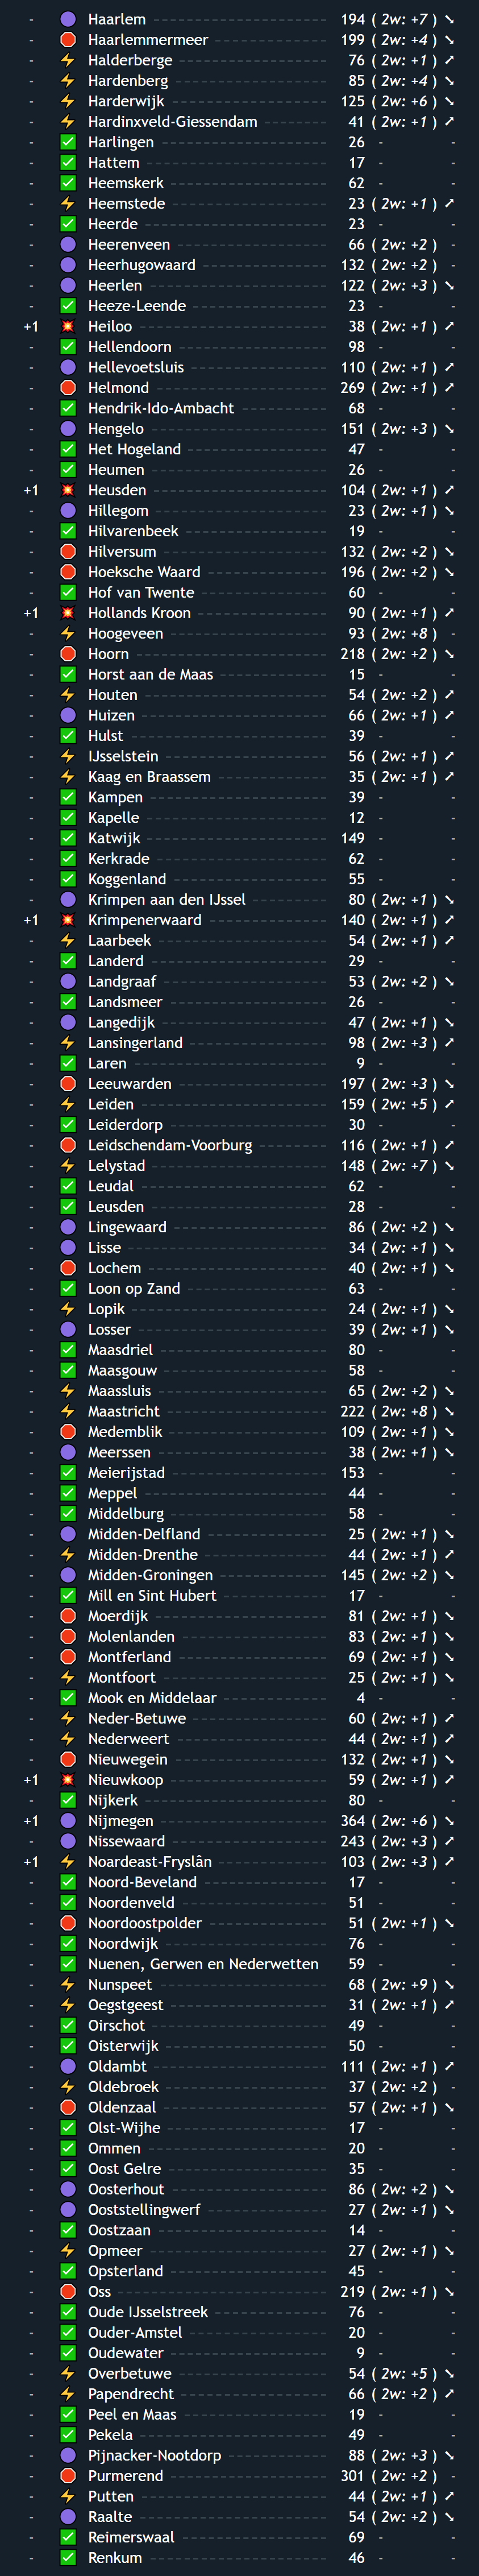 - 🟣 Haarlem 194 ( 2w: +7 ) ➘
- 🛑 Haarlemmermeer 199 ( 2w: +4 ) ➘
- ⚡ Halderberge 76 ( 2w: +1 ) ➚
- ⚡ Hardenberg 85 ( 2w: +4 ) ➘
- ⚡ Harderwijk 125 ( 2w: +6 ) ➘
- ⚡ Hardinxveld-Giessendam 41 ( 2w: +1 ) ➚
- ✅ Harlingen 26 - -
- ✅ Hattem 17 - -
- ✅ Heemskerk 62 - -
- ⚡ Heemstede 23 ( 2w: +1 ) ➚
- ✅ Heerde 23 - -
- 🟣 Heerenveen 66 ( 2w: +2 ) -
- 🟣 Heerhugowaard 132 ( 2w: +2 ) -
- 🟣 Heerlen 122 ( 2w: +3 ) ➘
- ✅ Heeze-Leende 23 - -
+1 💥 Heiloo 38 ( 2w: +1 ) ➚
- ✅ Hellendoorn 98 - -
- 🟣 Hellevoetsluis 110 ( 2w: +1 ) ➚
- 🛑 Helmond 269 ( 2w: +1 ) ➚
- ✅ Hendrik-Ido-Ambacht 68 - -
- 🟣 Hengelo 151 ( 2w: +3 ) ➘
- ✅ Het Hogeland 47 - -
- ✅ Heumen 26 - -
+1 💥 Heusden 104 ( 2w: +1 ) ➚
- 🟣 Hillegom 23 ( 2w: +1 ) ➘
- ✅ Hilvarenbeek 19 - -
- 🛑 Hilversum 132 ( 2w: +2 ) ➘
- 🛑 Hoeksche Waard 196 ( 2w: +2 ) ➘
- ✅ Hof van Twente 60 - -
+1 💥 Hollands Kroon 90 ( 2w: +1 ) ➚
- ⚡ Hoogeveen 93 ( 2w: +8 ) -
- 🛑 Hoorn 218 ( 2w: +2 ) ➘
- ✅ Horst aan de Maas 15 - -
- ⚡ Houten 54 ( 2w: +2 ) ➚
- 🟣 Huizen 66 ( 2w: +1 ) ➚
- ✅ Hulst 39 - -
- ⚡ IJsselstein 56 ( 2w: +1 ) ➚
- ⚡ Kaag en Braassem 35 ( 2w: +1 ) ➚
- ✅ Kampen 39 - -
- ✅ Kapelle 12 - -
- ✅ Katwijk 149 - -
- ✅ Kerkrade 62 - -
- ✅ Koggenland 55 - -
- 🟣 Krimpen aan den IJssel 80 ( 2w: +1 ) ➘
+1 💥 Krimpenerwaard 140 ( 2w: +1 ) ➚
- ⚡ Laarbeek 54 ( 2w: +1 ) ➚
- ✅ Landerd 29 - -
- 🟣 Landgraaf 53 ( 2w: +2 ) ➘
- ✅ Landsmeer 26 - -
- 🟣 Langedijk 47 ( 2w: +1 ) ➘
- ⚡ Lansingerland 98 ( 2w: +3 ) ➚
- ✅ Laren 9 - -
- 🛑 Leeuwarden 197 ( 2w: +3 ) ➘
- ⚡ Leiden 159 ( 2w: +5 ) ➚
- ✅ Leiderdorp 30 - -
- 🛑 Leidschendam-Voorburg 116 ( 2w: +1 ) ➚
- ⚡ Lelystad 148 ( 2w: +7 ) ➘
- ✅ Leudal 62 - -
- ✅ Leusden 28 - -
- 🟣 Lingewaard 86 ( 2w: +2 ) ➘
- 🟣 Lisse 34 ( 2w: +1 ) ➘
- 🛑 Lochem 40 ( 2w: +1 ) ➘
- ✅ Loon op Zand 63 - -
- ⚡ Lopik 24 ( 2w: +1 ) ➘
- 🟣 Losser 39 ( 2w: +1 ) ➘
- ✅ Maasdriel 80 - -
- ✅ Maasgouw 58 - -
- ⚡ Maassluis 65 ( 2w: +2 ) ➘
- ⚡ Maastricht 222 ( 2w: +8 ) ➘
- 🛑 Medemblik 109 ( 2w: +1 ) ➘
- 🟣 Meerssen 38 ( 2w: +1 ) ➘
- ✅ Meierijstad 153 - -
- ✅ Meppel 44 - -
- ✅ Middelburg 58 - -
- 🟣 Midden-Delfland 25 ( 2w: +1 ) ➘
- ⚡ Midden-Drenthe 44 ( 2w: +1 ) ➚
- 🟣 Midden-Groningen 145 ( 2w: +2 ) ➘
- ✅ Mill en Sint Hubert 17 - -
- 🛑 Moerdijk 81 ( 2w: +1 ) ➘
- 🛑 Molenlanden 83 ( 2w: +1 ) ➘
- 🛑 Montferland 69 ( 2w: +1 ) ➘
- ⚡ Montfoort 25 ( 2w: +1 ) ➘
- ✅ Mook en Middelaar 4 - -
- ⚡ Neder-Betuwe 60 ( 2w: +1 ) ➚
- ⚡ Nederweert 44 ( 2w: +1 ) ➚
- 🛑 Nieuwegein 132 ( 2w: +1 ) ➘
+1 💥 Nieuwkoop 59 ( 2w: +1 ) ➚
- ✅ Nijkerk 80 - -
+1 🟣 Nijmegen 364 ( 2w: +6 ) ➘
- 🟣 Nissewaard 243 ( 2w: +3 ) ➚
+1 ⚡ Noardeast-Fryslân 103 ( 2w: +3 ) ➚
- ✅ Noord-Beveland 17 - -
- ✅ Noordenveld 51 - -
- 🛑 Noordoostpolder 51 ( 2w: +1 ) ➘
- ✅ Noordwijk 76 - -
- ✅ Nuenen, Gerwen en Nederwetten 59 - -
- ⚡ Nunspeet 68 ( 2w: +9 ) ➘
- ⚡ Oegstgeest 31 ( 2w: +1 ) ➚
- ✅ Oirschot 49 - -
- ✅ Oisterwijk 50 - -
- 🟣 Oldambt 111 ( 2w: +1 ) ➚
- ⚡ Oldebroek 37 ( 2w: +2 ) -
- 🛑 Oldenzaal 57 ( 2w: +1 ) ➘
- ✅ Olst-Wijhe 17 - -
- ✅ Ommen 20 - -
- ✅ Oost Gelre 35 - -
- 🟣 Oosterhout 86 ( 2w: +2 ) ➘
- 🟣 Ooststellingwerf 27 ( 2w: +1 ) ➘
- ✅ Oostzaan 14 - -
- ⚡ Opmeer 27 ( 2w: +1 ) ➘
- ✅ Opsterland 45 - -
- 🛑 Oss 219 ( 2w: +1 ) ➘
- ✅ Oude IJsselstreek 76 - -
- ✅ Ouder-Amstel 20 - -
- ✅ Oudewater 9 - -
- ⚡ Overbetuwe 54 ( 2w: +5 ) ➘
- ⚡ Papendrecht 66 ( 2w: +2 ) ➚
- ✅ Peel en Maas 19 - -
- ✅ Pekela 49 - -
- 🟣 Pijnacker-Nootdorp 88 ( 2w: +3 ) ➘
- 🛑 Purmerend 301 ( 2w: +2 ) -
- ⚡ Putten 44 ( 2w: +1 ) ➚
- 🟣 Raalte 54 ( 2w: +2 ) ➘
- ✅ Reimerswaal 69 - -
- ✅ Renkum 46 - -